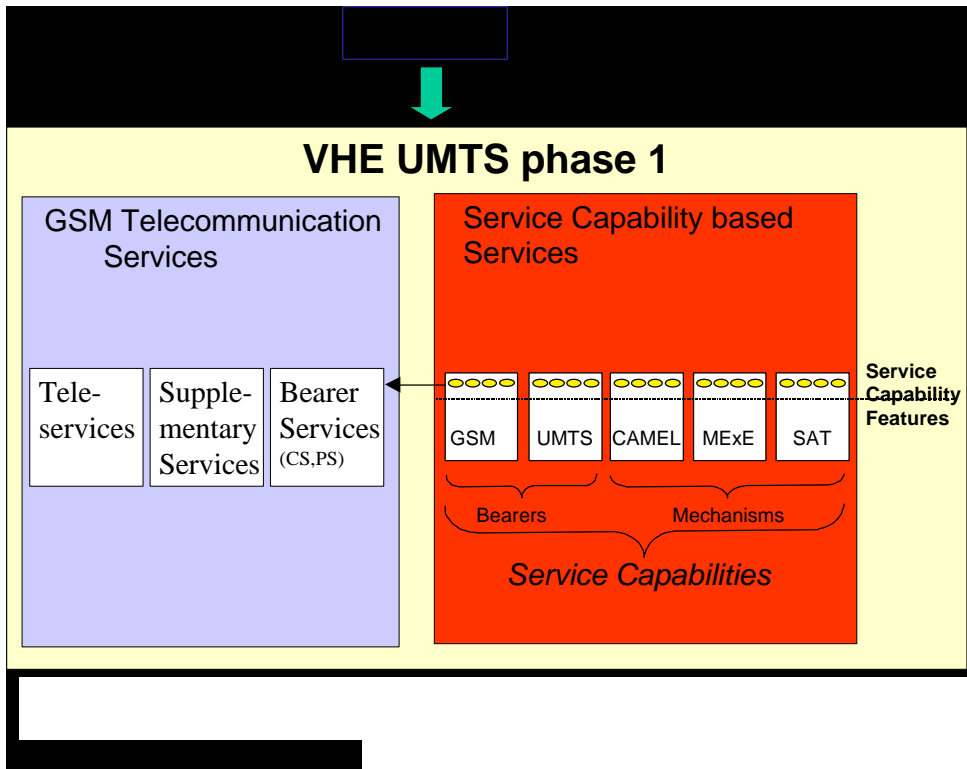 VHE UMTS phase 1
GSM Telecommunication
Services
Tele-
services
Supple-
mentary
Services
Bearer
Services
(CS,PS)
Service Capability based
Services
GSM
UMTS
CAMEL
MExE
SAT
Bearers
Mechanisms
Service Capabilities
Service
Capability
Features